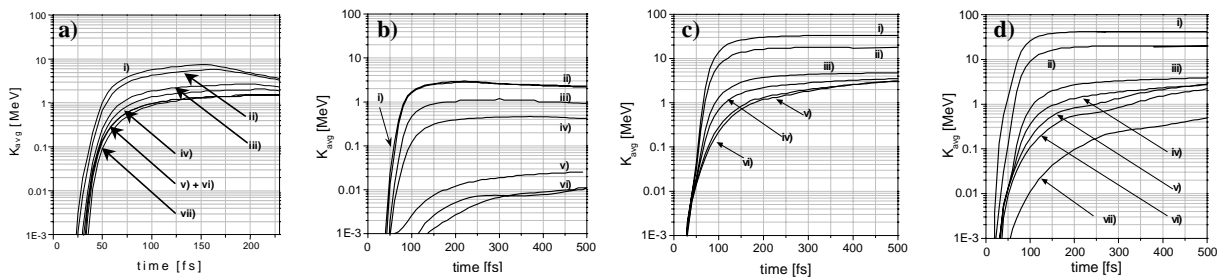 a)
K_avg [MeV]
100
10
1
0.1
0.01
1E-3
i)
ii)
iii)
iv)
v) + vi)
vii)
0 50 100 150 200
time [fs]
b)
K_avg [MeV]
100
10
1
0.1
0.01
1E-3
i)
ii)
iii)
iv)
v)
vi)
0 100 200 300 400 500
time [fs]
c)
K_avg [MeV]
100
10
1
0.1
0.01
1E-3
i)
ii)
iii)
iv)
v)
vi)
0 100 200 300 400 500
time [fs]
d)
K_avg [MeV]
100
10
1
0.1
0.01
1E-3
i)
ii)
iii)
iv)
v)
vi)
vii)
0 100 200 300 400 500
time [fs]